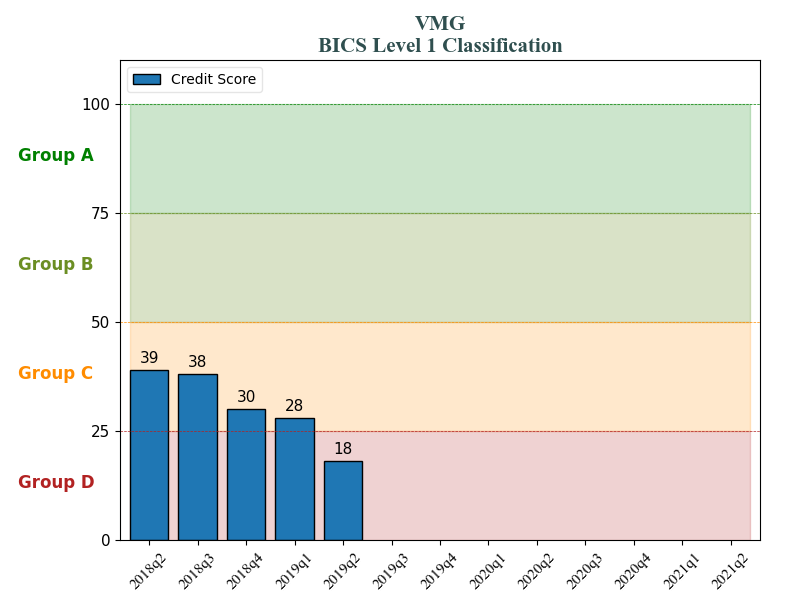 VMG
BICS Level 1 Classification
Credit Score
100
Group A
75
Group B
50
39
38
Group C
30
28
25
18
Group D
0
2018q2
2018q3
2018q4
2019q1
2019q2
2019q3
2019q4
2020q1
2020q2
2020q3
2020q4
2021q1
2021q2